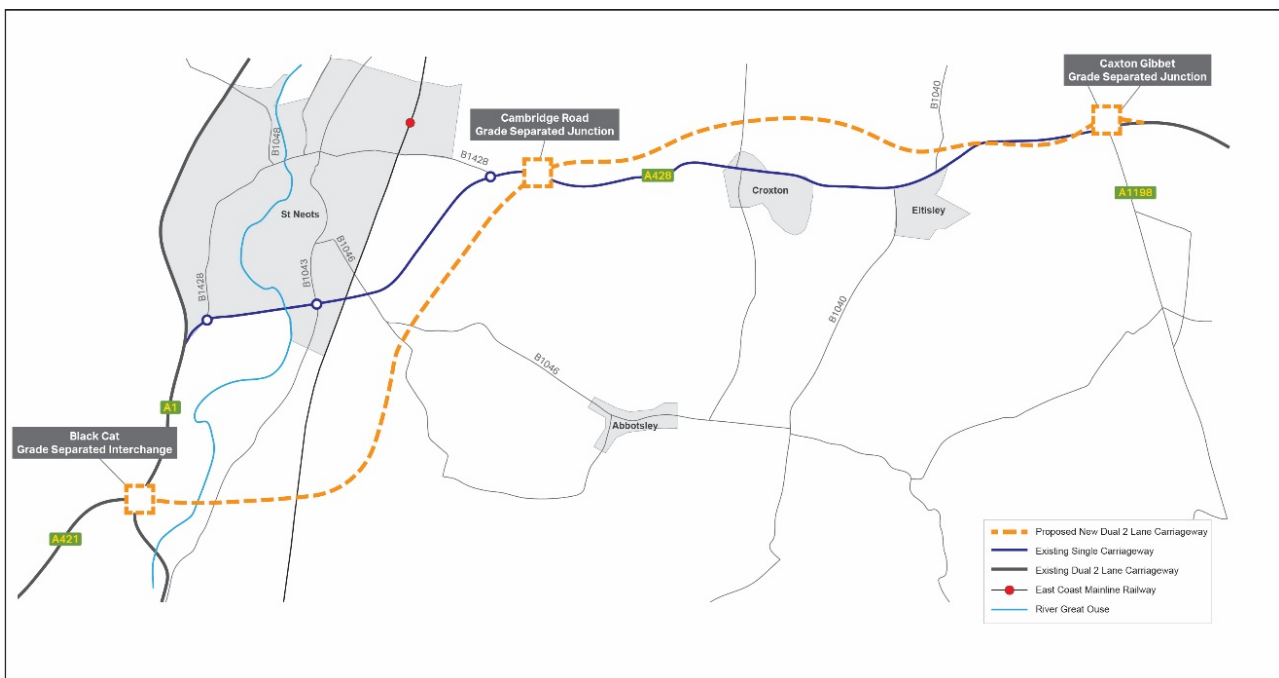 Caxton Gibbet
Grade Separated Junction
B1040
Cambridge Road
Grade Separated Junction
B1048
B1428
A428
Croxton
A1198
St Neots
Eltisley
B1046
B1043
B1428
B1040
B1046
A1
Abbotsley
Black Cat
Grade Separated Interchange
A421
Proposed New Dual 2 Lane Carriageway
Existing Single Carriageway
Existing Dual 2 Lane Carriageway
East Coast Mainline Railway
River Great Ouse